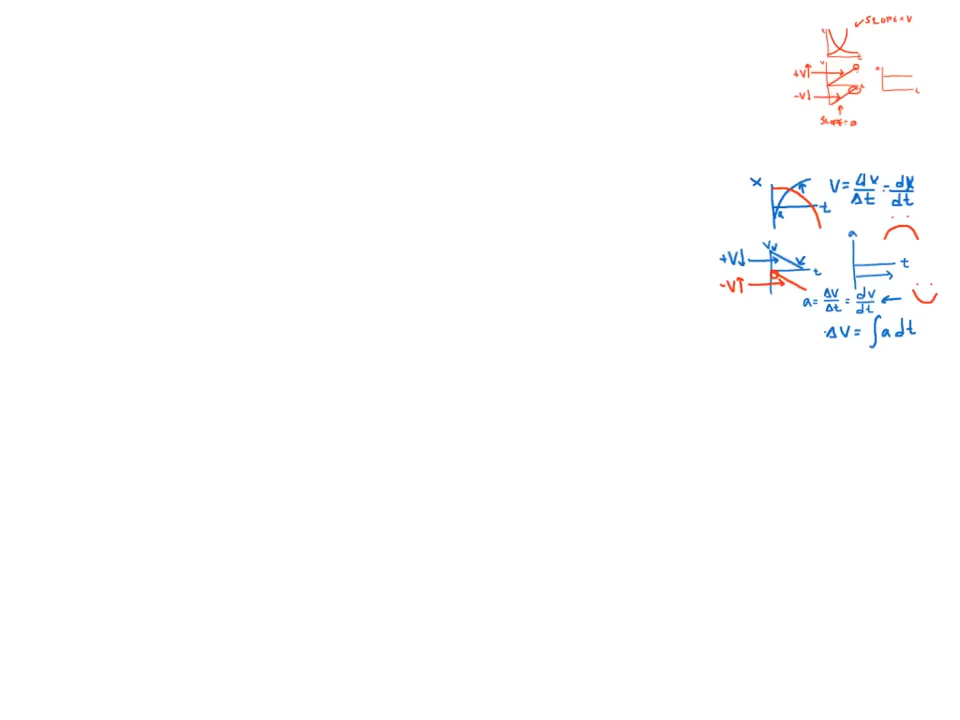 SLOPE=V
t
v
+V↑
a
t
-V↓
t
SLOPE=a
x
V=ΔX/Δt=dX/dt
t
a
+V↓
V
t
t
-V↑
a=ΔV/Δt=dV/dt ←
ΔV=∫a dt